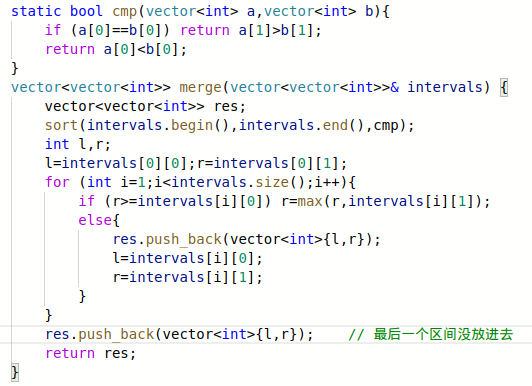 static bool cmp(vector<int> a,vector<int> b){
    if (a[0]==b[0]) return a[1]>b[1];
    return a[0]<b[0];
}
vector<vector<int>> merge(vector<vector<int>>& intervals) {
    vector<vector<int>> res;
    sort(intervals.begin(),intervals.end(),cmp);
    int l,r;
    l=intervals[0][0];r=intervals[0][1];
    for (int i=1;i<intervals.size();i++){
        if (r>=intervals[i][0]) r=max(r,intervals[i][1]);
        else{
            res.push_back(vector<int>{l,r});
            l=intervals[i][0];
            r=intervals[i][1];
        }
    }
    res.push_back(vector<int>{l,r});    // 最后一个区间没放进去
    return res;
}